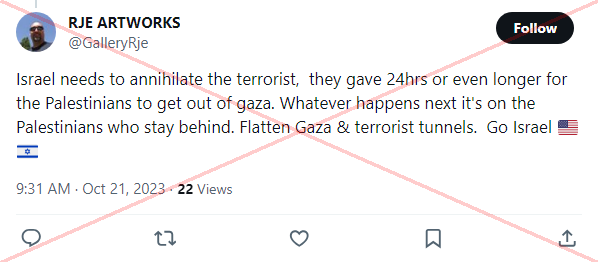 RJE ARTWORKS
@GalleryRje
Follow
Israel needs to annihilate the terrorist,  they gave 24hrs or even longer for
the Palestinians to get out of gaza. Whatever happens next it's on the
Palestinians who stay behind. Flatten Gaza & terrorist tunnels.  Go Israel 🇺🇸
🇮🇱
9:31 AM · Oct 21, 2023 · 22 Views